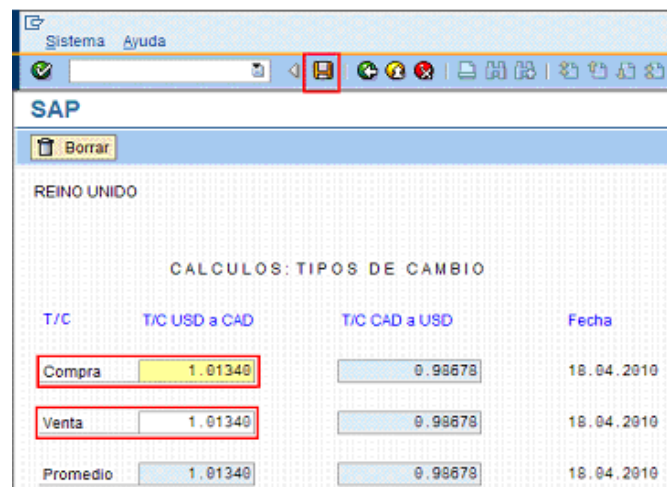 Sistema Ayuda
SAP
Borrar
REINO UNIDO
CALCULOS: TIPOS DE CAMBIO
T/C T/C USD a CAD T/C CAD a USD Fecha
Compra 1.01340 0.98678 18.04.2010
Venta 1.01340 0.98678 18.04.2010
Promedio 1.01340 0.98678 18.04.2010